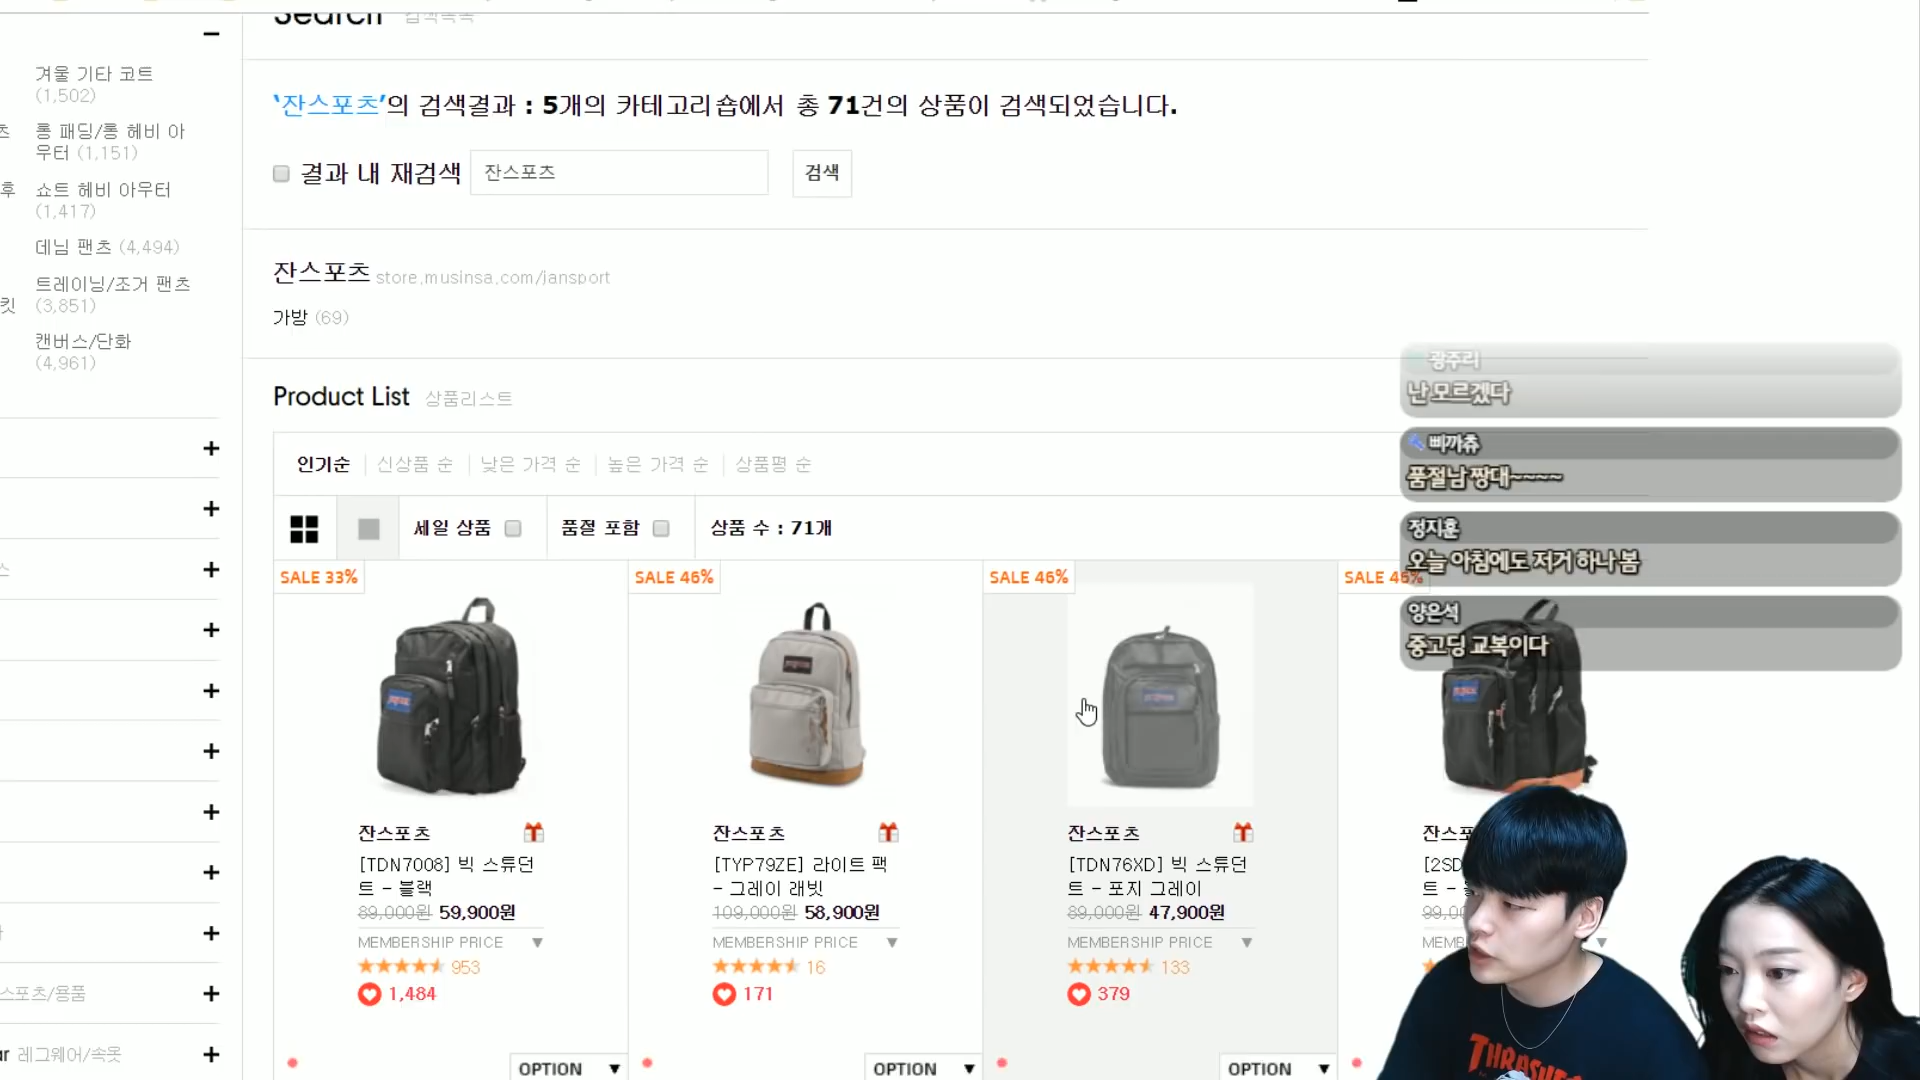 Search 검색목록
겨울 기타 코트
(1,502)
롱 패딩/롱 헤비 아
우터 (1,151)
쇼트 헤비 아우터
(1,417)
데님 팬츠 (4,494)
트레이닝/조거 팬츠
(3,851)
캔버스/단화
(4,961)
츠
후
킷
스
스포츠/용품
ar 레그웨어/속옷
‘잔스포츠’의 검색결과 : 5개의 카테고리숍에서 총 71건의 상품이 검색되었습니다.
결과 내 재검색 잔스포츠 검색
잔스포츠 store.musinsa.com/jansport
가방 (69)
Product List 상품리스트
인기순 신상품 순 낮은 가격 순 높은 가격 순 상품평 순
세일 상품 품절 포함 상품 수 : 71개
SALE 33%
잔스포츠
[TDN7008] 빅 스튜던
트 - 블랙
89,000원 59,900원
MEMBERSHIP PRICE ▼
953
1,484
OPTION ▼
SALE 46%
잔스포츠
[TYP79ZE] 라이트 팩
- 그레이 래빗
109,000원 58,900원
MEMBERSHIP PRICE ▼
16
171
OPTION ▼
SALE 46%
잔스포츠
[TDN76XD] 빅 스튜던
트 - 포지 그레이
89,000원 47,900원
MEMBERSHIP PRICE ▼
133
379
OPTION ▼
SALE 46%
잔스포
[2SD
트 -
99,00
MEMB
광주리
난 모르겠다
삐까츄
품절남 짱대~~~~
정지훈
오늘 아침에도 저거 하나 봄
양은석
중고딩 교복이다
THRASHER